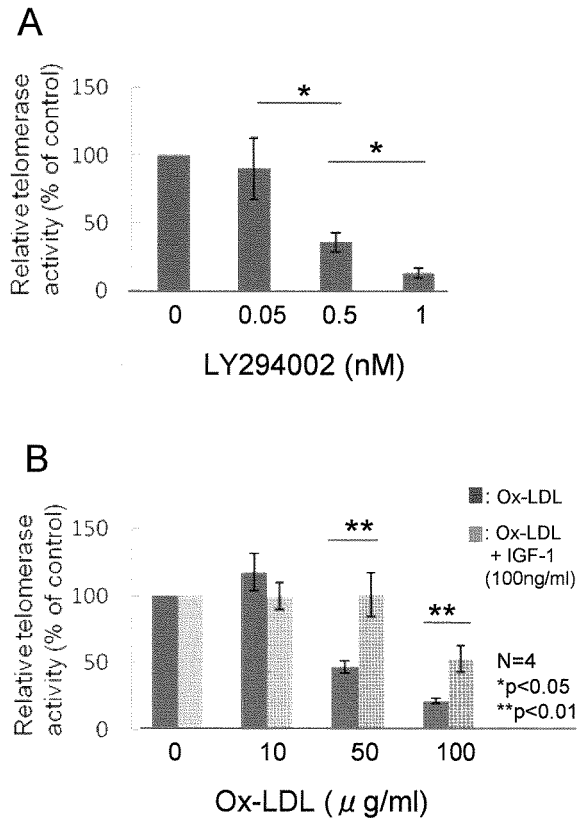 A
Relative telomerase
activity (% of control)
150
100
50
0
*
*
0 0.05 0.5 1
LY294002 (nM)
B
Relative telomerase
activity (% of control)
150
100
50
0
**
**
: Ox-LDL
: Ox-LDL
+ IGF-1
(100ng/ml)
N=4
*p<0.05
**p<0.01
0 10 50 100
Ox-LDL ( μ g/ml)